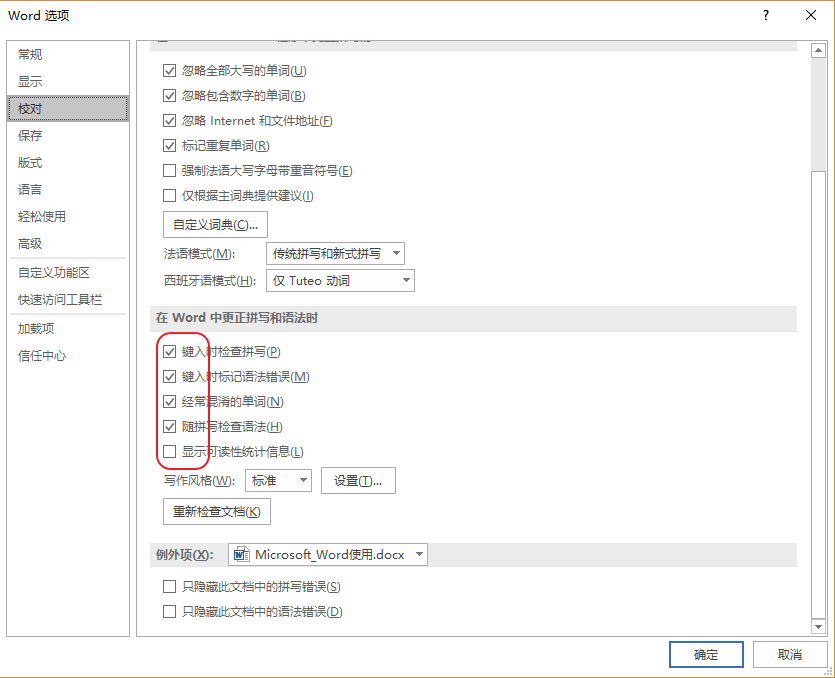 Word 选项
?
常规
显示
校对
保存
版式
语言
轻松使用
高级
自定义功能区
快速访问工具栏
加载项
信任中心
忽略全部大写的单词(U)
忽略包含数字的单词(B)
忽略 Internet 和文件地址(F)
标记重复单词(R)
强制法语大写字母带重音符号(E)
仅根据主词典提供建议(I)
自定义词典(C)...
法语模式(M): 传统拼写和新式拼写
西班牙语模式(H): 仅 Tuteo 动词
在 Word 中更正拼写和语法时
键入时检查拼写(P)
键入时标记语法错误(M)
经常混淆的单词(N)
随拼写检查语法(H)
显示可读性统计信息(L)
写作风格(W): 标准 设置(T)...
重新检查文档(K)
例外项(X): Microsoft_Word使用.docx
只隐藏此文档中的拼写错误(S)
只隐藏此文档中的语法错误(D)
确定 取消